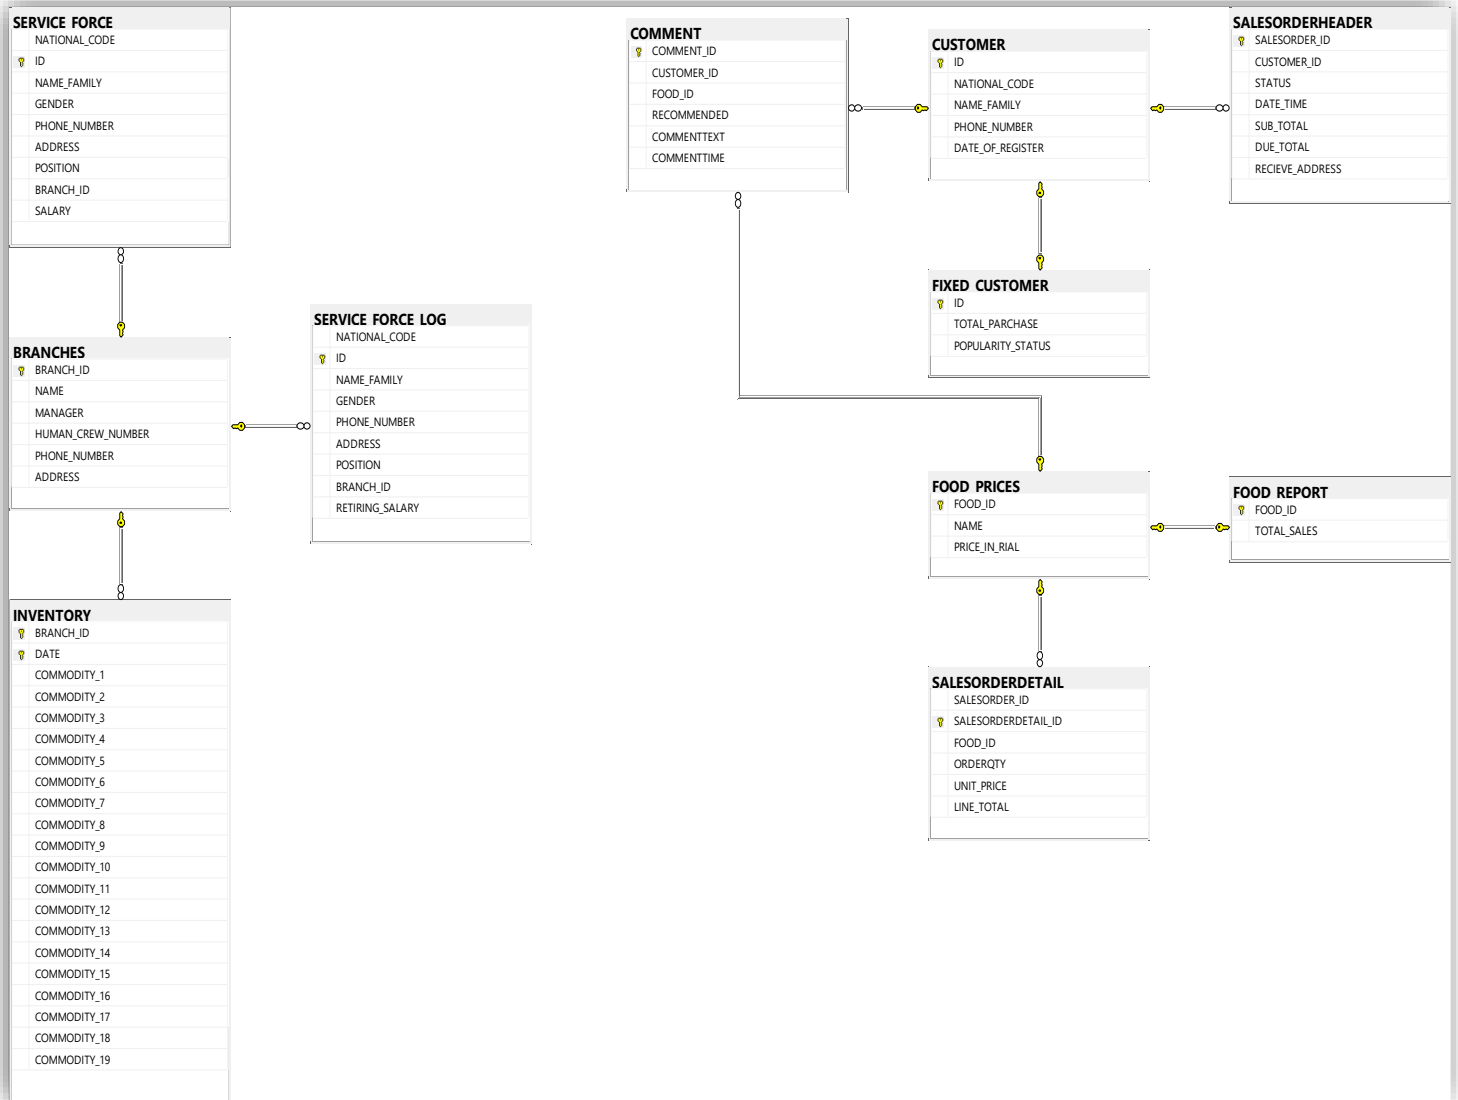 SERVICE FORCE
NATIONAL_CODE
ID
NAME_FAMILY
GENDER
PHONE_NUMBER
ADDRESS
POSITION
BRANCH_ID
SALARY
BRANCHES
BRANCH_ID
NAME
MANAGER
HUMAN_CREW_NUMBER
PHONE_NUMBER
ADDRESS
INVENTORY
BRANCH_ID
DATE
COMMODITY_1
COMMODITY_2
COMMODITY_3
COMMODITY_4
COMMODITY_5
COMMODITY_6
COMMODITY_7
COMMODITY_8
COMMODITY_9
COMMODITY_10
COMMODITY_11
COMMODITY_12
COMMODITY_13
COMMODITY_14
COMMODITY_15
COMMODITY_16
COMMODITY_17
COMMODITY_18
COMMODITY_19
SERVICE FORCE LOG
NATIONAL_CODE
ID
NAME_FAMILY
GENDER
PHONE_NUMBER
ADDRESS
POSITION
BRANCH_ID
RETIRING_SALARY
COMMENT
COMMENT_ID
CUSTOMER_ID
FOOD_ID
RECOMMENDED
COMMENTTEXT
COMMENTTIME
CUSTOMER
ID
NATIONAL_CODE
NAME_FAMILY
PHONE_NUMBER
DATE_OF_REGISTER
FIXED CUSTOMER
ID
TOTAL_PARCHASE
POPULARITY_STATUS
FOOD PRICES
FOOD_ID
NAME
PRICE_IN_RIAL
SALESORDERDETAIL
SALESORDER_ID
SALESORDERDETAIL_ID
FOOD_ID
ORDERQTY
UNIT_PRICE
LINE_TOTAL
SALESORDERHEADER
SALESORDER_ID
CUSTOMER_ID
STATUS
DATE_TIME
SUB_TOTAL
DUE_TOTAL
RECIEVE_ADDRESS
FOOD REPORT
FOOD_ID
TOTAL_SALES